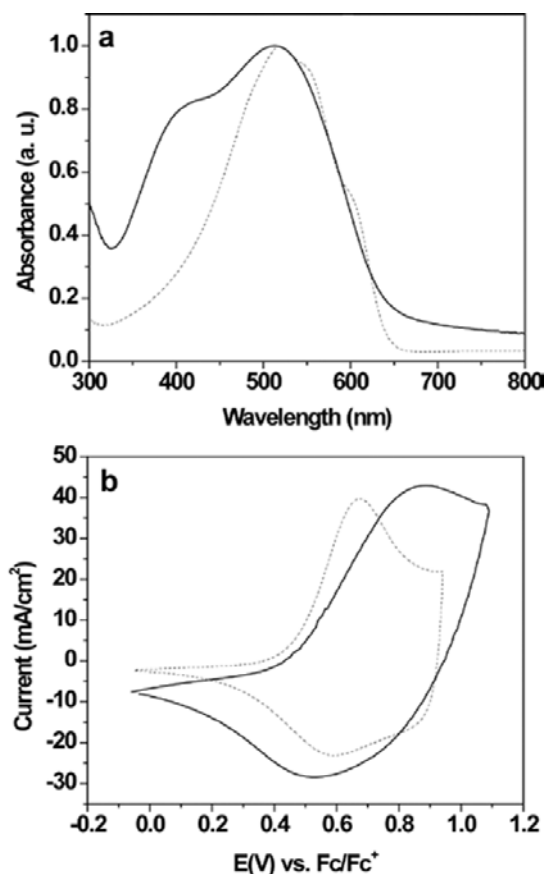 a
1.0
0.8
0.6
0.4
0.2
0.0
Absorbance (a. u.)
300 400 500 600 700 800
Wavelength (nm)
b
50
40
30
20
10
0
-10
-20
-30
Current (mA/cm²)
-0.2 0.0 0.2 0.4 0.6 0.8 1.0 1.2
E(V) vs. Fc/Fc⁺